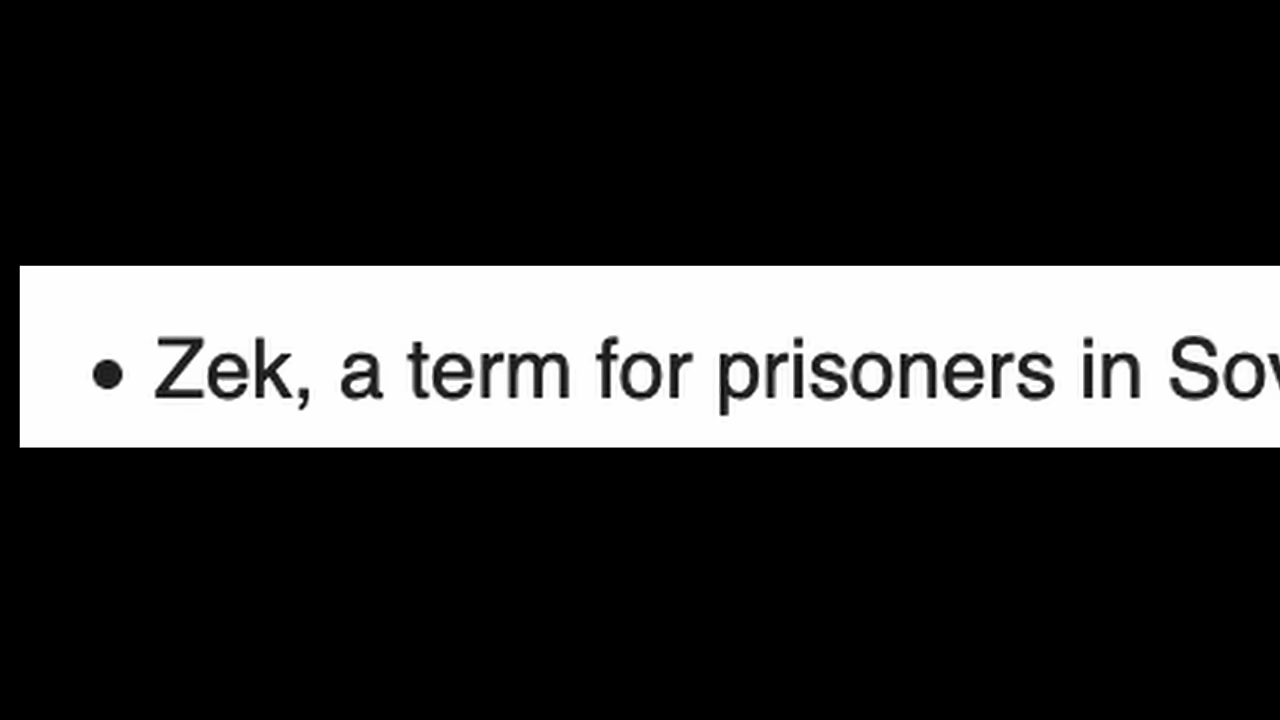 • Zek, a term for prisoners in